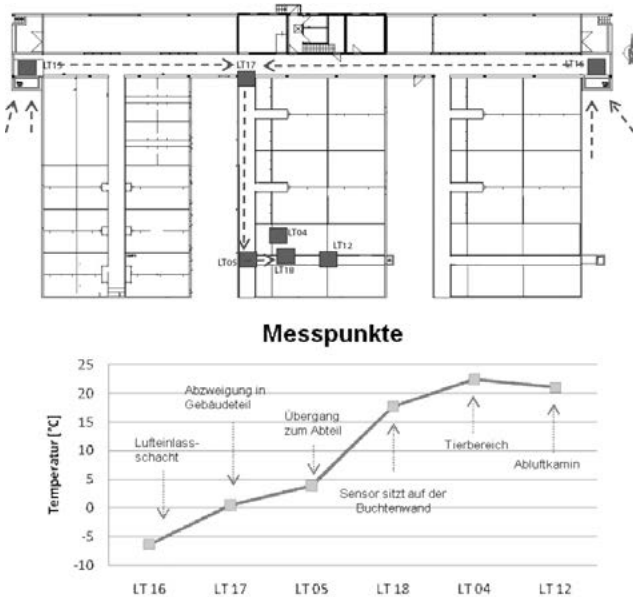 LT15
LT17
LT16
LT04
LT05
LT18
LT12
Messpunkte
Temperatur [°C]
25
20
15
10
5
0
-5
-10
Lufteinlass-
schacht
Abzweigung in
Gebäudeteil
Übergang
zum Abteil
Sensor sitzt auf der
Buchtenwand
Tierbereich
Abluftkamin
LT 16
LT 17
LT 05
LT 18
LT 04
LT 12